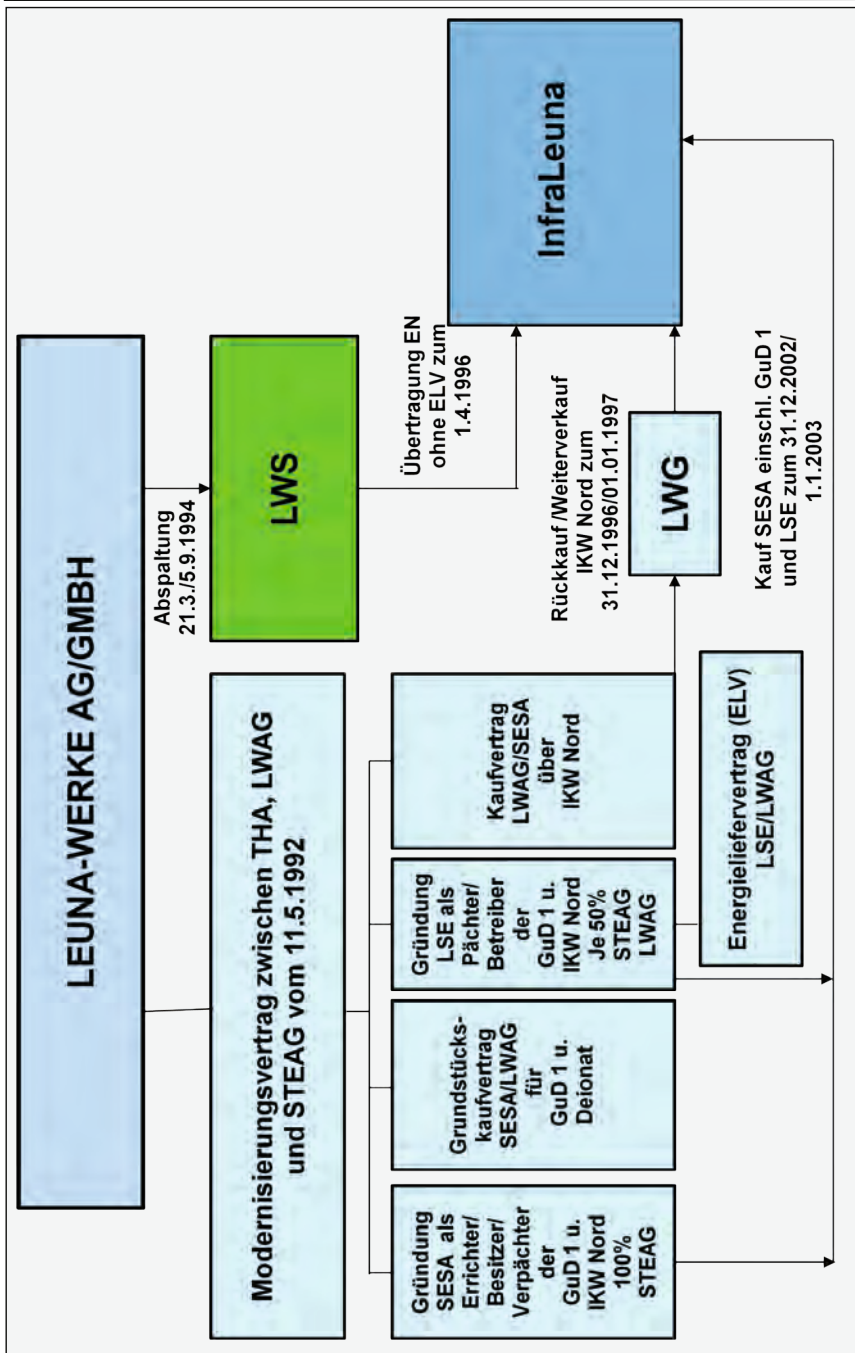 LEUNA-WERKE AG/GMBH
Abspaltung
21.3./5.9.1994
Modernisierungsvertrag zwischen THA, LWAG
und STEAG vom 11.5.1992
LWS
Gründung
SESA als
Errichter/
Besitzer/
Verpächter
der
GuD 1 u.
IKW Nord
100%
STEAG
Grundstücks-
kaufvertrag
SESA/LWAG
für
GuD 1 u.
Deionat
Gründung
LSE als
Pächter/
Betreiber
der
GuD 1 u.
IKW Nord
Je 50%
STEAG
LWAG
Kaufvertrag
LWAG/SESA
über
IKW Nord
Energieliefervertrag (ELV)
LSE/LWAG
Übertragung EN
ohne ELV zum
1.4.1996
Rückkauf /Weiterverkauf
IKW Nord zum
31.12.1996/01.01.1997
LWG
Kauf SESA einschl. GuD 1
und LSE zum 31.12.2002/
1.1.2003
InfraLeuna